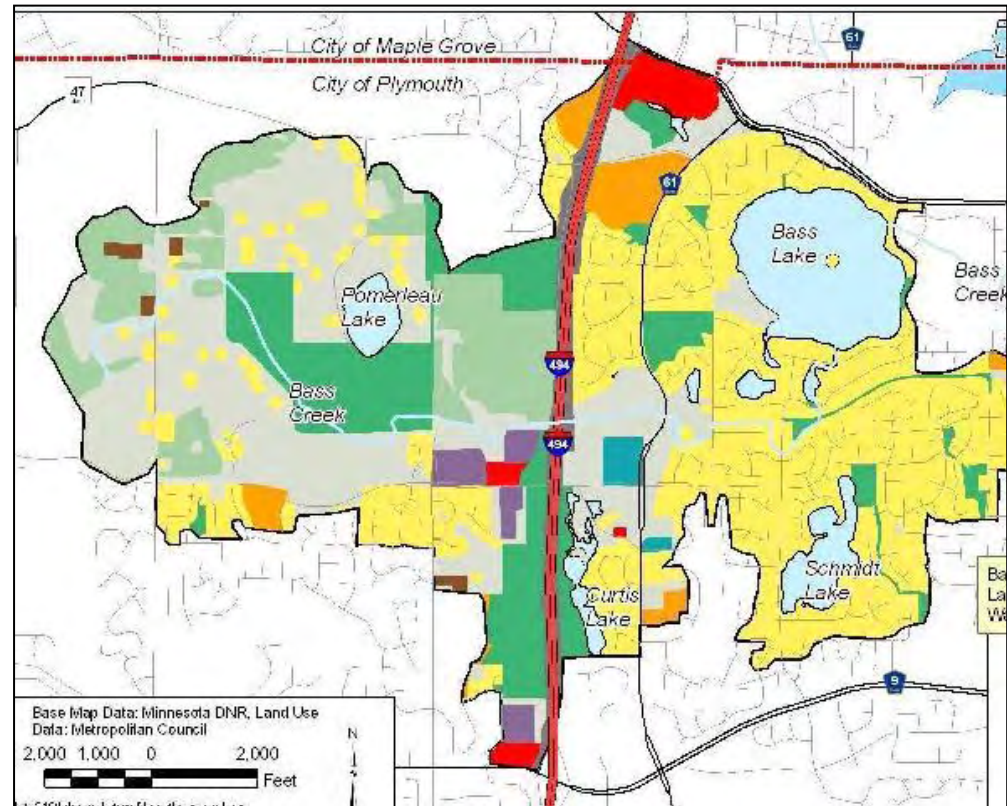 City of Maple Grove
City of Plymouth
61
47
61
Bass
Lake
Bass
Creek
Pomerleau
Lake
494
Bass
Creek
494
Schmidt
Lake
Curtis
Lake
9
Base Map Data: Minnesota DNR, Land Use
Data: Metropolitan Council
2,000 1,000 0 2,000
Feet
N